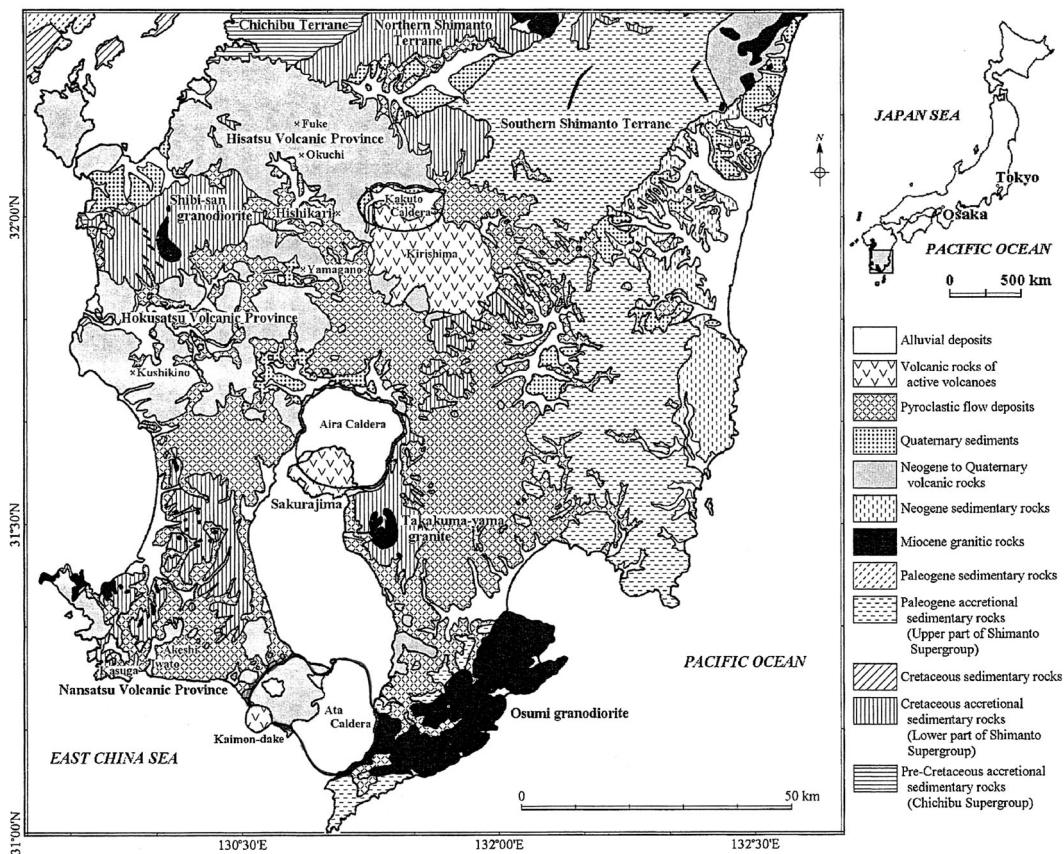 Chichibu Terrane
Northern Shimanto
Terrane
×Fuke
Hisatsu Volcanic Province
×Okuchi
Southern Shimanto Terrane
Shibi-san
granodiorite
Hishikari×
Kakuto
Caldera
Kirishima
×Yamagano
Hokusatsu Volcanic Province
×Kushikino
Aira Caldera
Sakurajima
Takakuma-yama
granite
Akeshi
Iwato
Nansatsu Volcanic Province
Ata
Caldera
Kaimon-dake
Osumi granodiorite
EAST CHINA SEA
PACIFIC OCEAN
0
50 km
32°00'N
31°30'N
31°00'N
130°30'E
132°00'E
132°30'E
N
JAPAN SEA
Tokyo
Osaka
PACIFIC OCEAN
0
500 km
Alluvial deposits
Volcanic rocks of
active volcanoes
Pyroclastic flow deposits
Quaternary sediments
Neogene to Quaternary
volcanic rocks
Neogene sedimentary rocks
Miocene granitic rocks
Paleogene sedimentary rocks
Paleogene accretional
sedimentary rocks
(Upper part of Shimanto
Supergroup)
Cretaceous sedimentary rocks
Cretaceous accretional
sedimentary rocks
(Lower part of Shimanto
Supergroup)
Pre-Cretaceous accretional
sedimentary rocks
(Chichibu Supergroup)